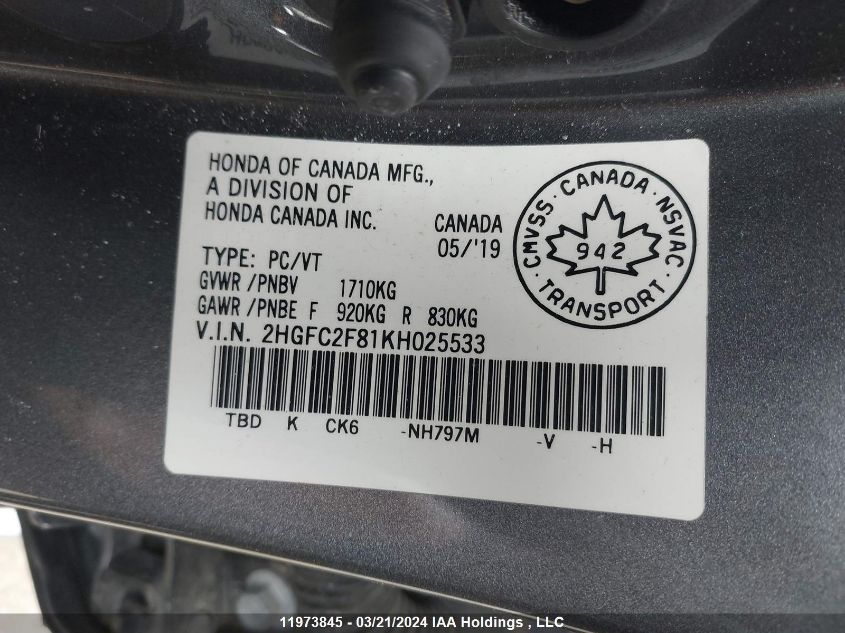 HONDA OF CANADA MFG.,
A DIVISION OF
HONDA CANADA INC.
CANADA
05/'19
TYPE: PC/VT
GVWR /PNBV 1710KG
GAWR /PNBE F 920KG R 830KG
V.I.N. 2HGFC2F81KH025533
TBD K CK6 -NH797M -V -H
CMVSS · CANADA · NSVAC
942
· TRANSPORT ·
11973845 - 03/21/2024 IAA Holdings , LLC